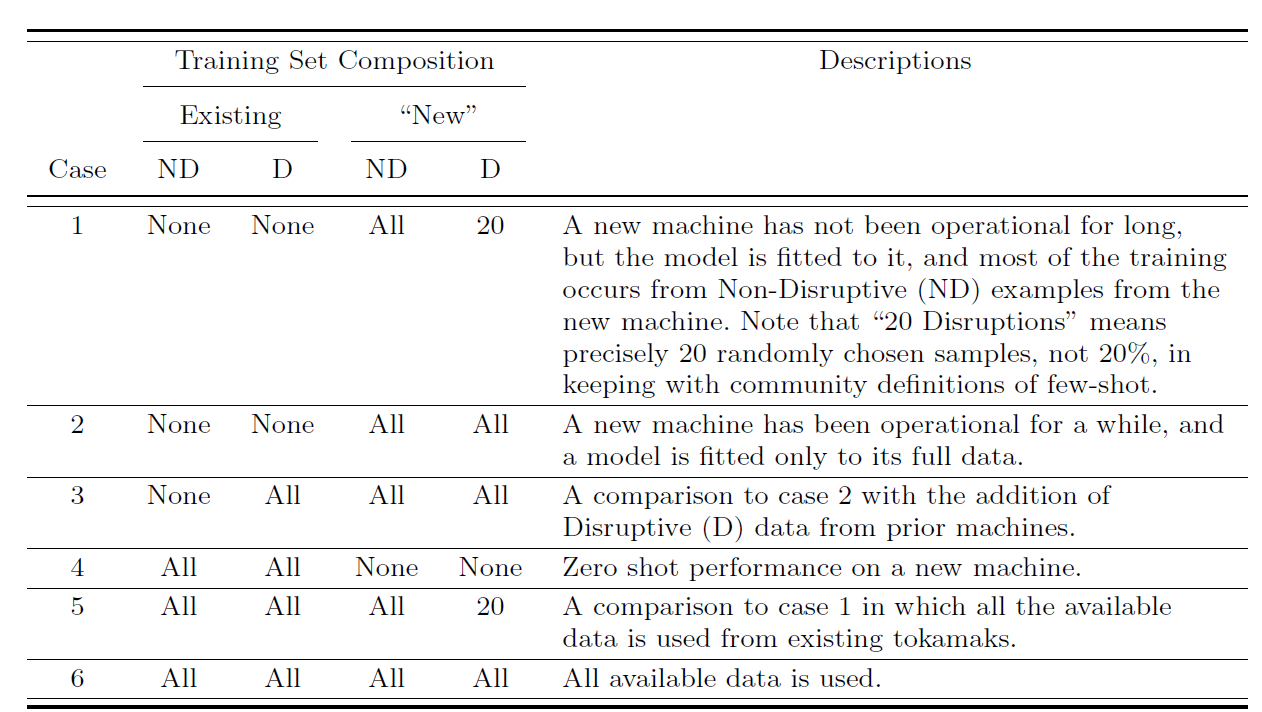 Training Set Composition Descriptions
Existing “New”
Case ND D ND D
1 None None All 20 A new machine has not been operational for long,
but the model is fitted to it, and most of the training
occurs from Non-Disruptive (ND) examples from the
new machine. Note that “20 Disruptions” means
precisely 20 randomly chosen samples, not 20%, in
keeping with community definitions of few-shot.
2 None None All All A new machine has been operational for a while, and
a model is fitted only to its full data.
3 None All All All A comparison to case 2 with the addition of
Disruptive (D) data from prior machines.
4 All All None None Zero shot performance on a new machine.
5 All All All 20 A comparison to case 1 in which all the available
data is used from existing tokamaks.
6 All All All All All available data is used.